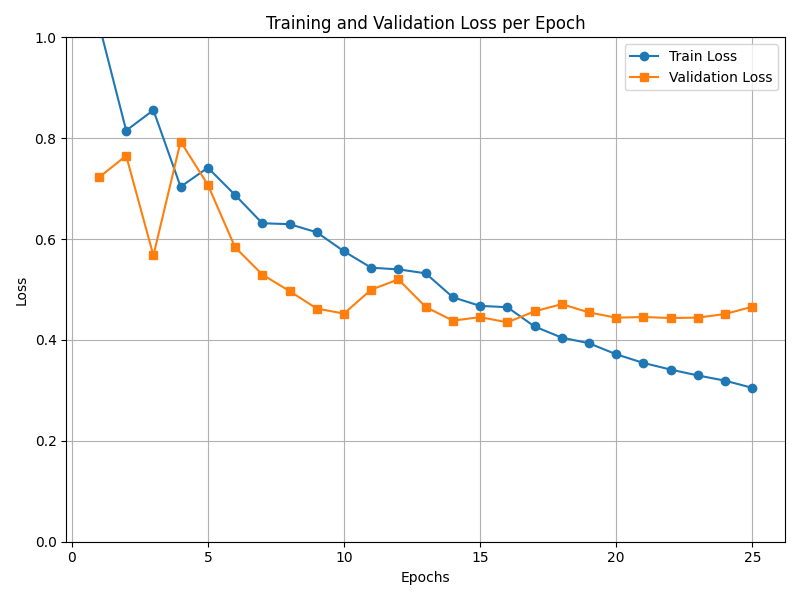 Training and Validation Loss per Epoch
Train Loss
Validation Loss
1.0
0.8
0.6
0.4
0.2
0.0
Loss
0 5 10 15 20 25
Epochs